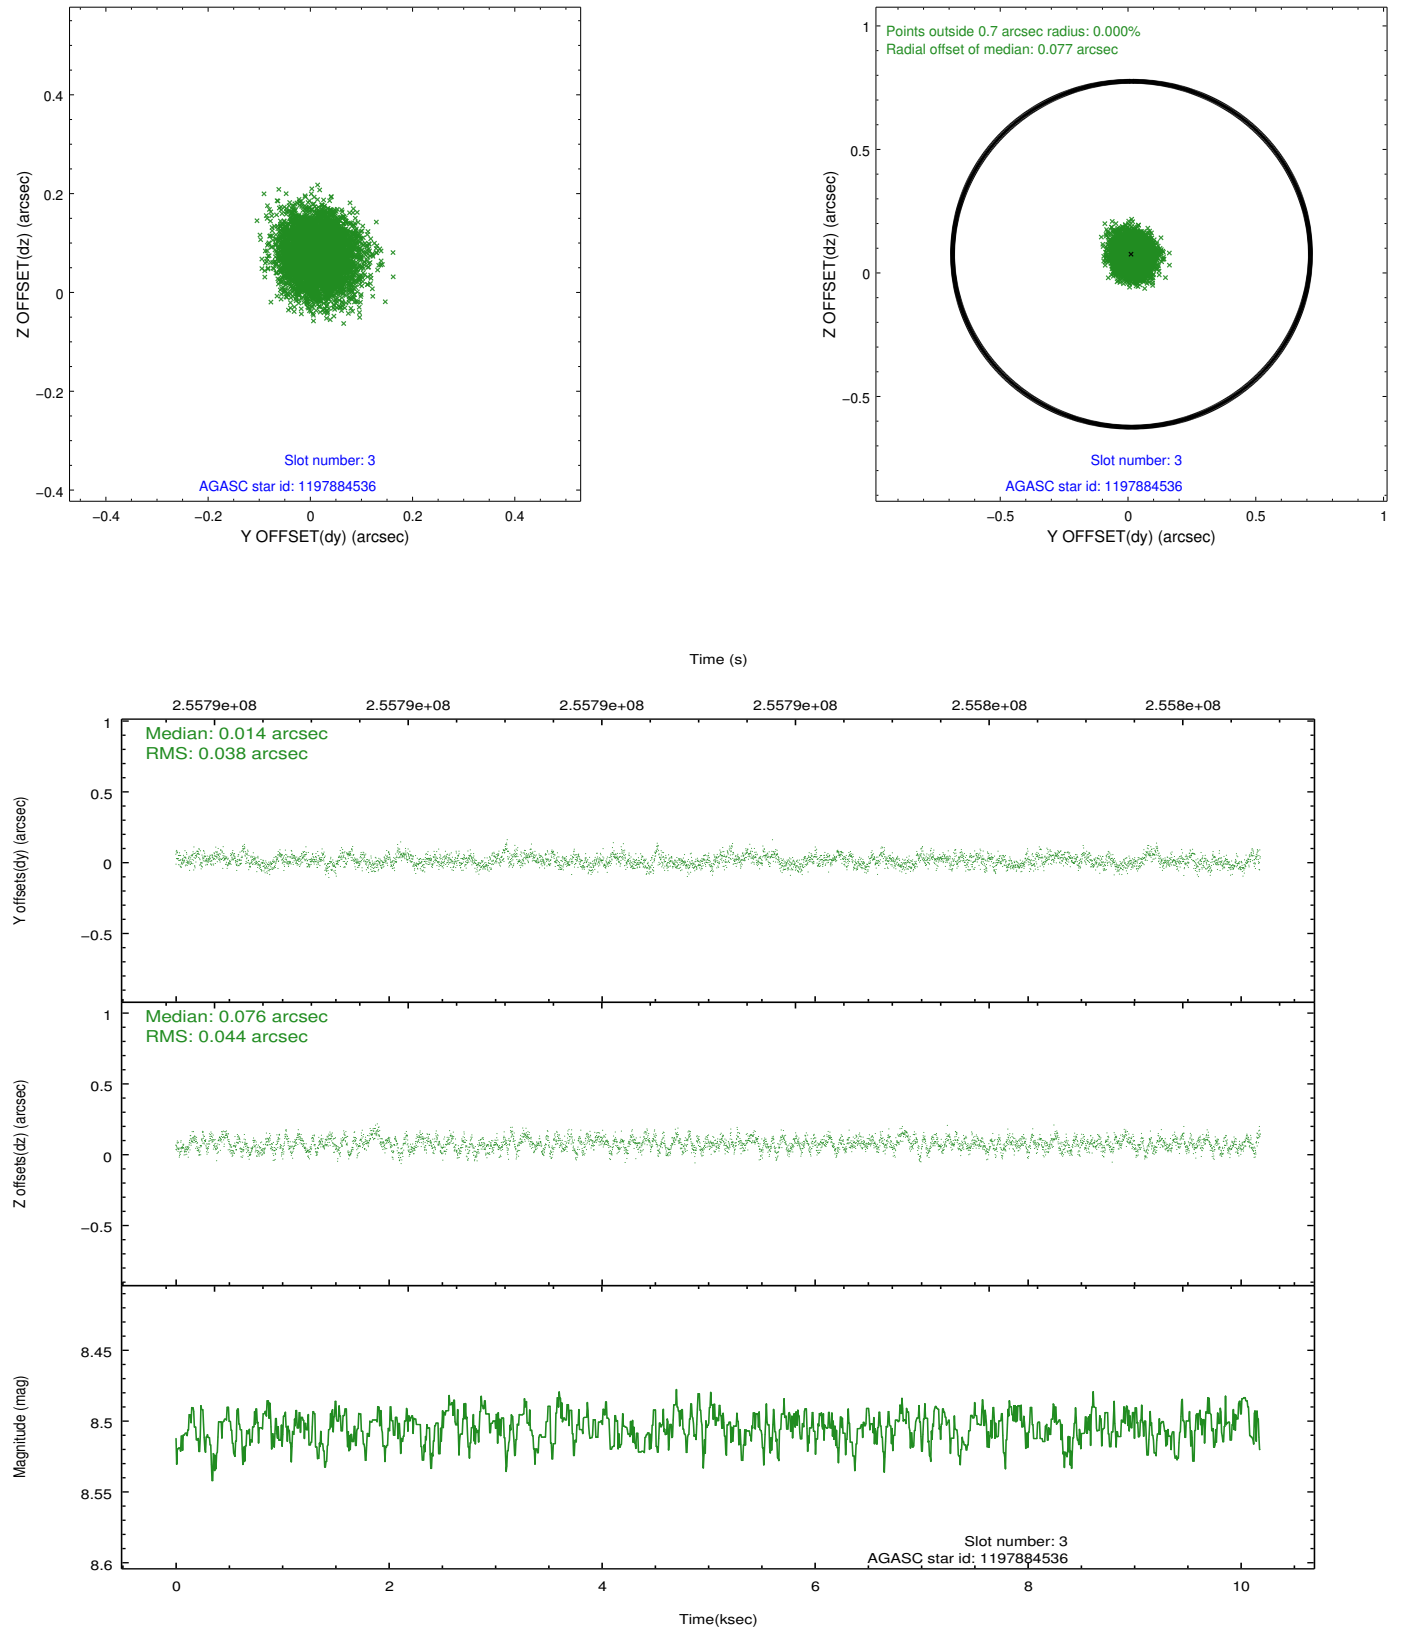 0.4
0.2
0
−0.2
−0.4
Z OFFSET(dz) (arcsec)
Slot number: 3
AGASC star id: 1197884536
−0.4 −0.2 0 0.2 0.4
Y OFFSET(dy) (arcsec)
Points outside 0.7 arcsec radius: 0.000%
Radial offset of median: 0.077 arcsec
1
0.5
0
−0.5
Z OFFSET(dz) (arcsec)
Slot number: 3
AGASC star id: 1197884536
−0.5 0 0.5 1
Y OFFSET(dy) (arcsec)
Time (s)
2.5579e+08 2.5579e+08 2.5579e+08 2.5579e+08 2.558e+08 2.558e+08
Median: 0.014 arcsec
RMS: 0.038 arcsec
1
0.5
0
−0.5
Y offsets(dy) (arcsec)
Median: 0.076 arcsec
RMS: 0.044 arcsec
1
0.5
0
−0.5
Z offsets(dz) (arcsec)
8.45
8.5
8.55
8.6
Magnitude (mag)
Slot number: 3
AGASC star id: 1197884536
0 2 4 6 8 10
Time(ksec)